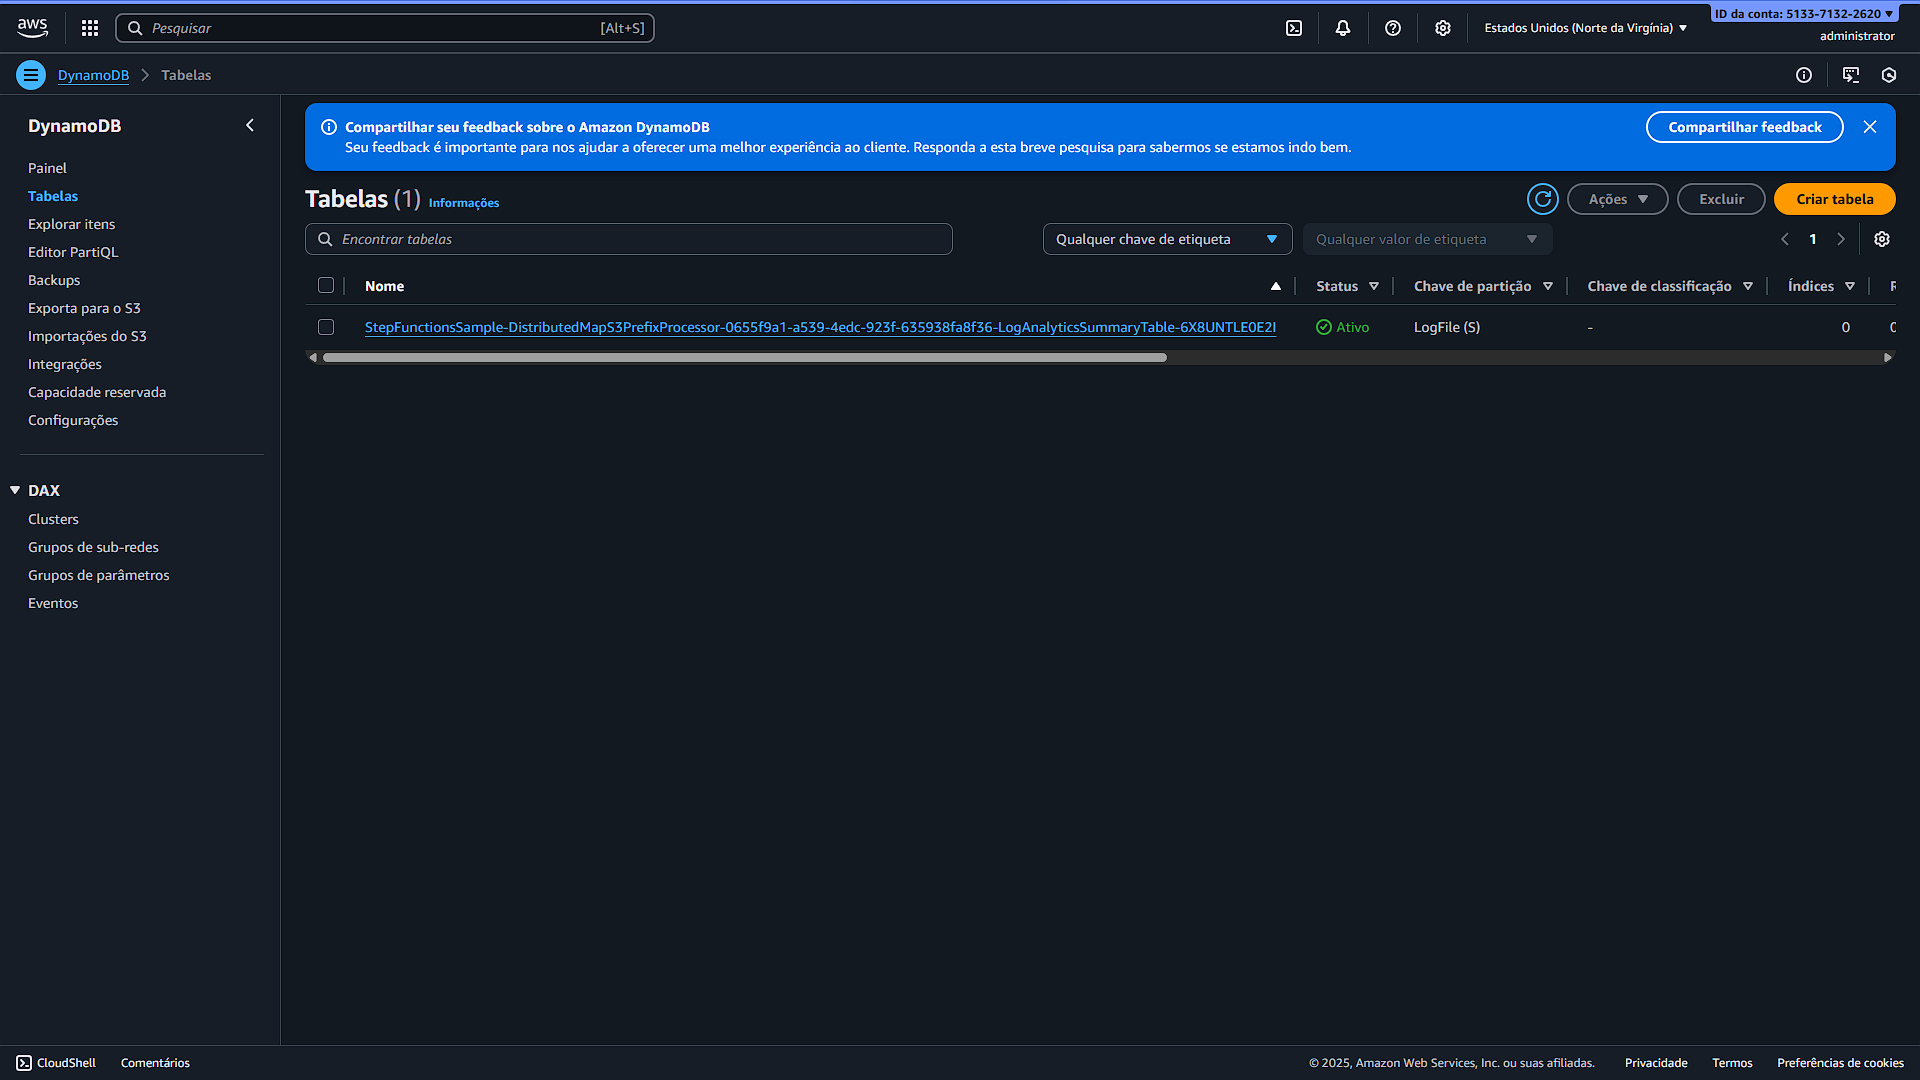 aws
Pesquisar [Alt+S]
Estados Unidos (Norte da Virgínia)
ID da conta: 5133-7132-2620
administrator
DynamoDB
Tabelas
DynamoDB
Painel
Tabelas
Explorar itens
Editor PartiQL
Backups
Exporta para o S3
Importações do S3
Integrações
Capacidade reservada
Configurações
DAX
Clusters
Grupos de sub-redes
Grupos de parâmetros
Eventos
Compartilhar seu feedback sobre o Amazon DynamoDB
Seu feedback é importante para nos ajudar a oferecer uma melhor experiência ao cliente. Responda a esta breve pesquisa para sabermos se estamos indo bem.
Compartilhar feedback
Tabelas (1) Informações
Ações
Excluir
Criar tabela
Encontrar tabelas
Qualquer chave de etiqueta
Qualquer valor de etiqueta
1
Nome Status Chave de partição Chave de classificação Índices
StepFunctionsSample-DistributedMapS3PrefixProcessor-0655f9a1-a539-4edc-923f-635938fa8f36-LogAnalyticsSummaryTable-6X8UNTLE0E2I Ativo LogFile (S) - 0
CloudShell Comentários
© 2025, Amazon Web Services, Inc. ou suas afiliadas. Privacidade Termos Preferências de cookies